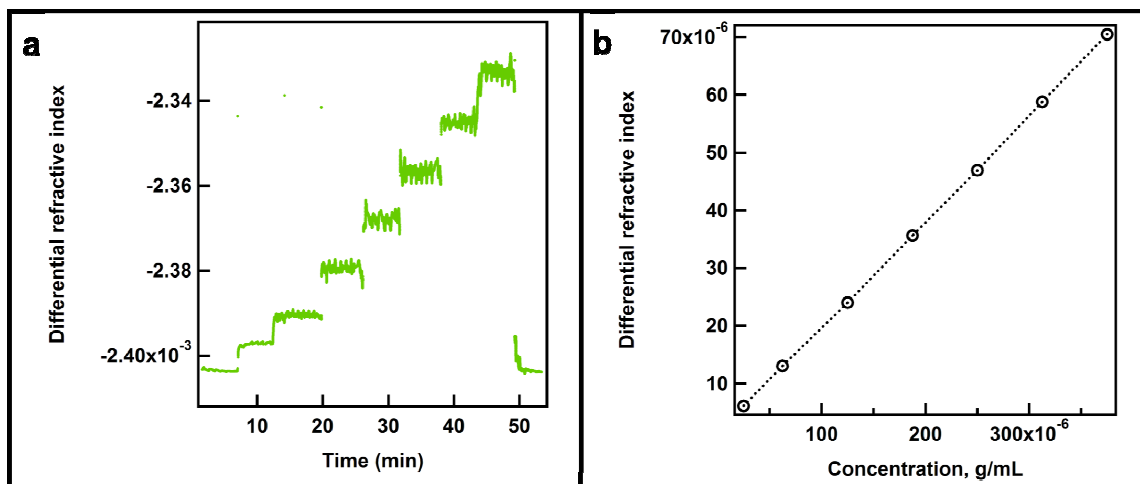 a
Differential refractive index
-2.34
-2.36
-2.38
-2.40x10⁻³
10 20 30 40 50
Time (min)
b
Differential refractive index
70x10⁻⁶
60
50
40
30
20
10
100 200 300x10⁻⁶
Concentration, g/mL